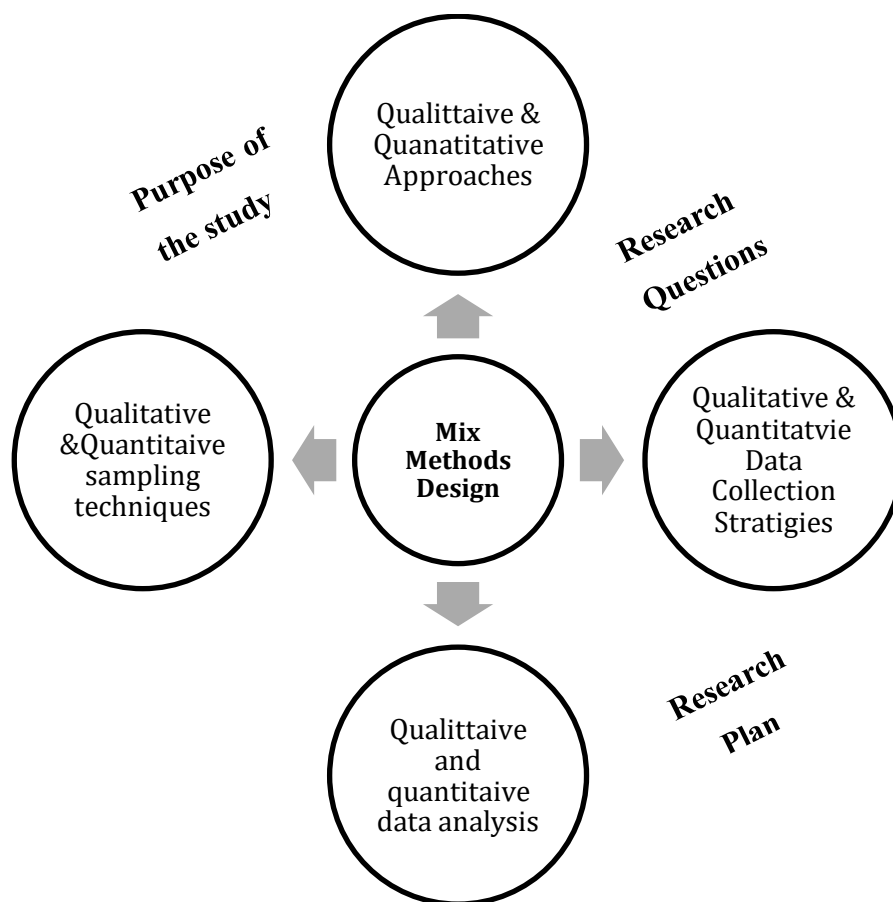 Qualittaive &
Quanatitative
Approaches
Purpose of
the study
Research
Questions
Qualitative
&Quantitaive
sampling
techniques
Mix
Methods
Design
Qualitative &
Quantitatvie
Data
Collection
Stratigies
Research
Plan
Qualittaive
and
quantitaive
data analysis